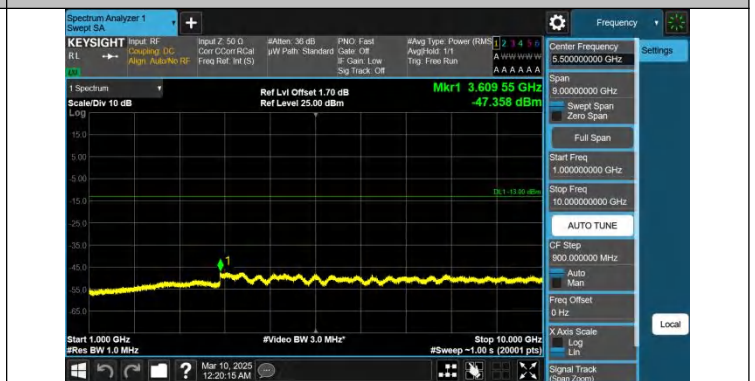 Spectrum Analyzer 1
Swept SA
Frequency
KEYSIGHT Input: RF Input Z: 50 Ω #Atten: 36 dB PNO: Fast #Avg Type: Power (RMS) 1 2 3 4 5 6
RL Coupling: DC Corr CCorr RCal µW Path: Standard Gate: Off Avg|Hold: 1/1 A W W W W W
Align: Auto/No RF Freq Ref: Int (S) IF Gain: Low Trig: Free Run
Sig Track: Off A A A A A A
1 Spectrum
Scale/Div 10 dB
Ref Lvl Offset 1.70 dB
Ref Level 25.00 dBm
Mkr1 3.609 55 GHz
-47.358 dBm
Log
15.0
5.00
-5.00
DL1 -13.00 dBm
-15.0
-25.0
-35.0
1
-45.0
-55.0
-65.0
Start 1.000 GHz #Video BW 3.0 MHz* Stop 10.000 GHz
#Res BW 1.0 MHz #Sweep ~1.00 s (20001 pts)
? Mar 10, 2025
12:20:15 AM
Center Frequency
5.500000000 GHz
Settings
Span
9.00000000 GHz
Swept Span
Zero Span
Full Span
Start Freq
1.000000000 GHz
Stop Freq
10.000000000 GHz
AUTO TUNE
CF Step
900.000000 MHz
Auto
Man
Freq Offset
0 Hz
X Axis Scale
Log
Lin
Local
Signal Track
(Span Zoom)